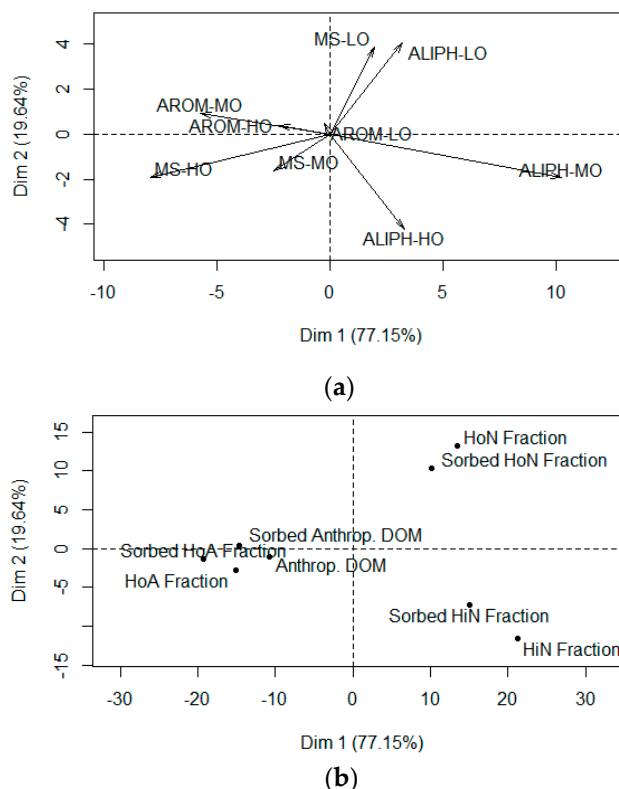 MS-LO
ALIPH-LO
AROM-MO
AROM-HO
AROM-LO
MS-HO
MS-MO
ALIPH-MO
ALIPH-HO
Dim 2 (19.64%)
4
2
0
-2
-4
-10
-5
0
5
10
Dim 1 (77.15%)
(a)
HoN Fraction
Sorbed HoN Fraction
Sorbed Anthrop. DOM
Sorbed HoA Fraction
Anthrop. DOM
HoA Fraction
Sorbed HiN Fraction
HiN Fraction
Dim 2 (19.64%)
15
10
5
0
-5
-15
-30
-20
-10
0
10
20
30
Dim 1 (77.15%)
(b)